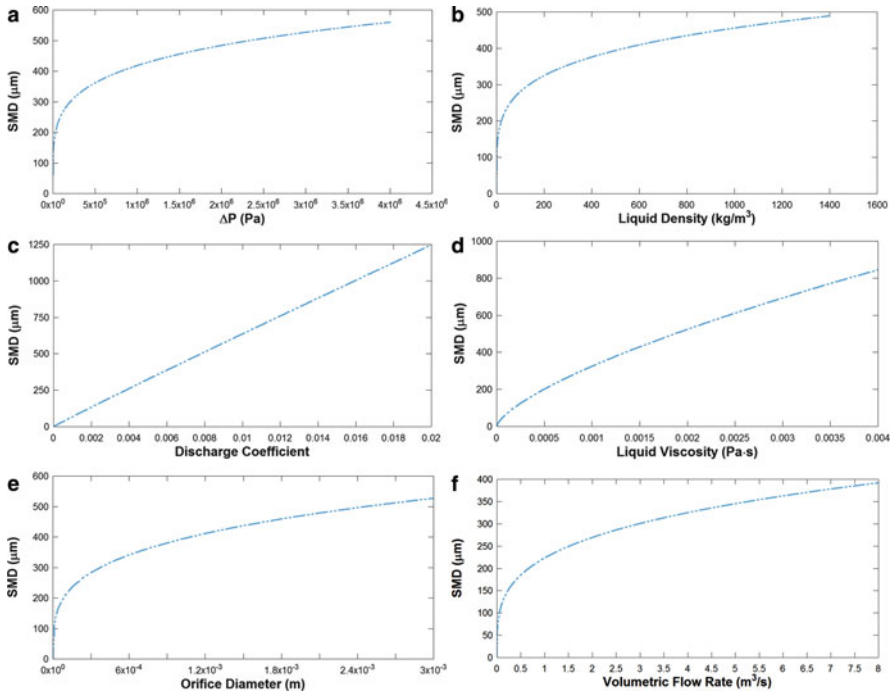 a
600
500
400
300
200
100
0
SMD (μm)
0x10⁰ 5x10⁵ 1x10⁶ 1.5x10⁶ 2x10⁶ 2.5x10⁶ 3x10⁶ 3.5x10⁶ 4x10⁶ 4.5x10⁶
ΔP (Pa)
b
500
400
300
200
100
0
SMD (μm)
0 200 400 600 800 1000 1200 1400 1600
Liquid Density (kg/m³)
c
1250
1000
750
500
250
0
SMD (μm)
0 0.002 0.004 0.006 0.008 0.01 0.012 0.014 0.016 0.018 0.02
Discharge Coefficient
d
1000
800
600
400
200
0
SMD (μm)
0 0.0005 0.001 0.0015 0.002 0.0025 0.003 0.0035 0.004
Liquid Viscosity (Pa·s)
e
600
500
400
300
200
100
0
SMD (μm)
0x10⁰ 6x10⁻⁴ 1.2x10⁻³ 1.8x10⁻³ 2.4x10⁻³ 3x10⁻³
Orifice Diameter (m)
f
400
350
300
250
200
150
100
50
0
SMD (μm)
0 0.5 1 1.5 2 2.5 3 3.5 4 4.5 5 5.5 6 6.5 7 7.5 8
Volumetric Flow Rate (m³/s)